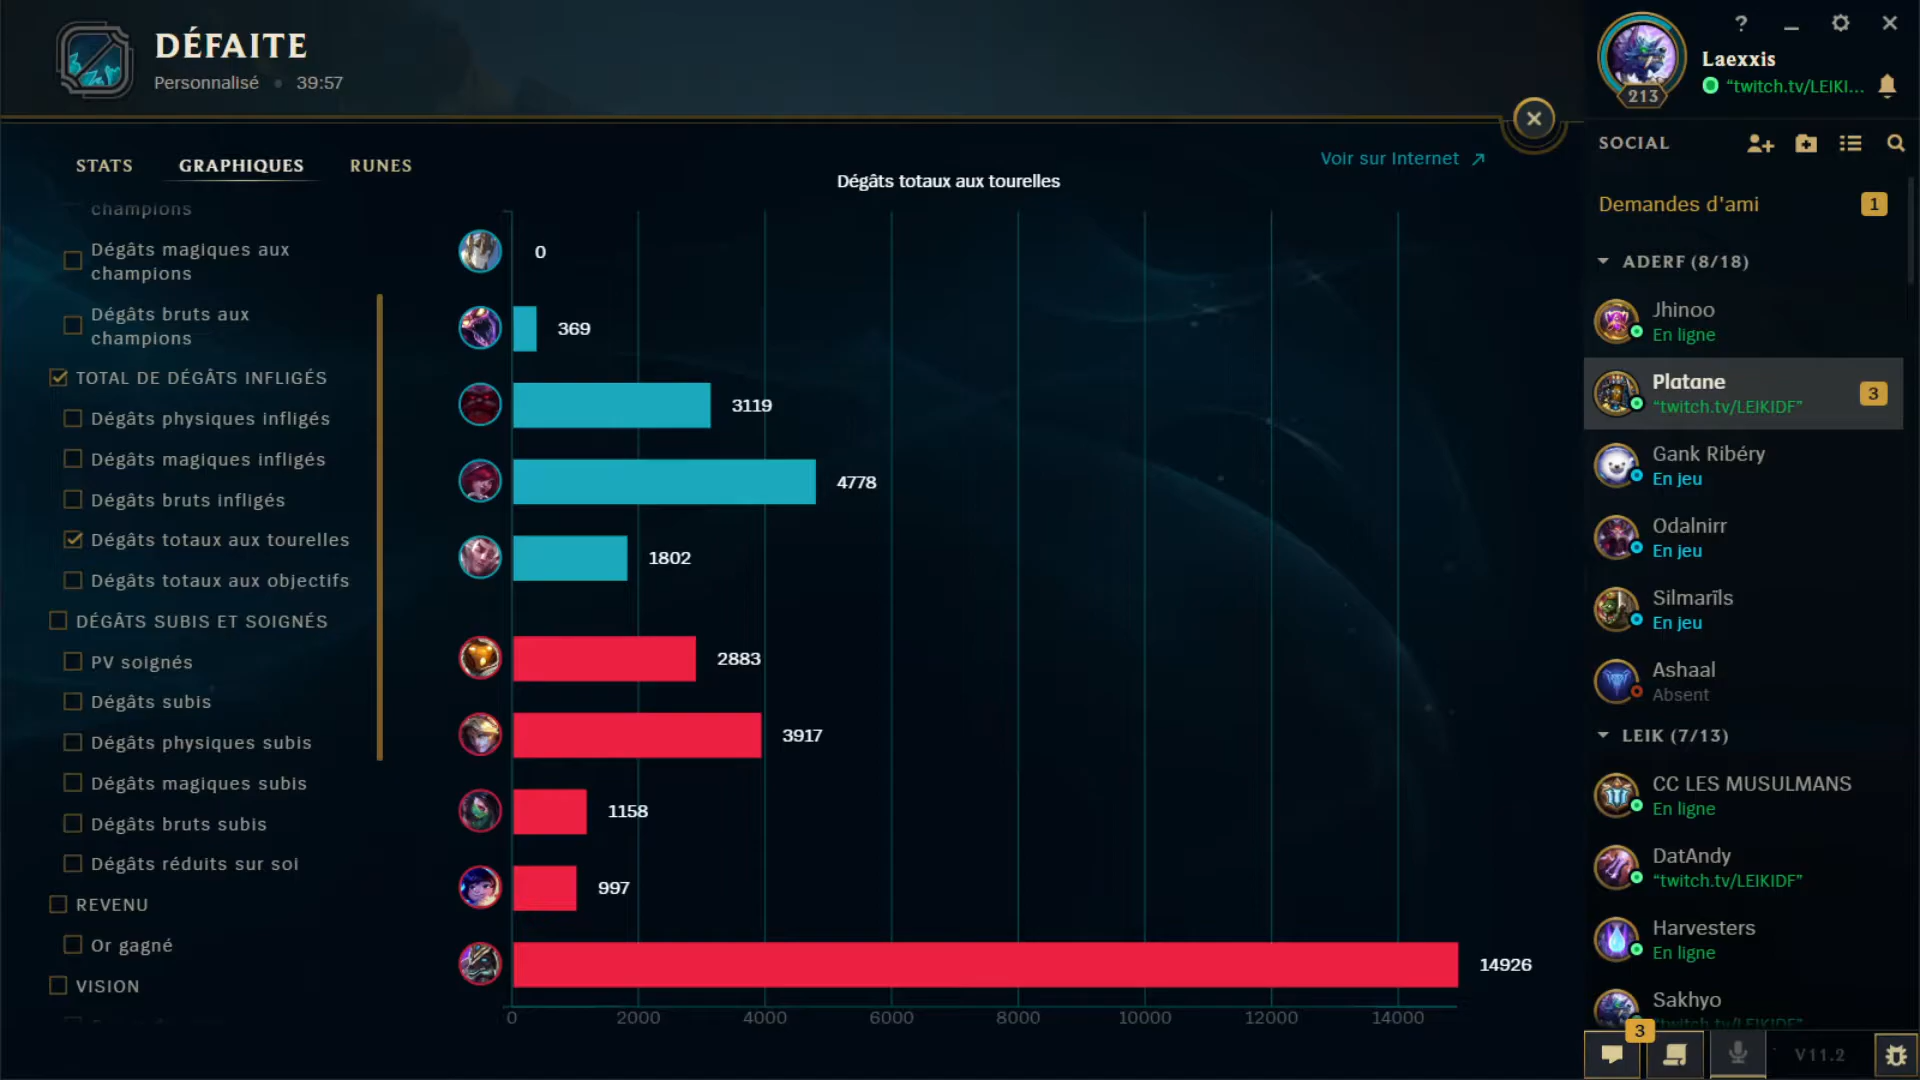 DÉFAITE
Personnalisé • 39:57
STATS
GRAPHIQUES
RUNES
Voir sur Internet
Dégâts totaux aux tourelles
champions
Dégâts magiques aux
champions
Dégâts bruts aux
champions
TOTAL DE DÉGÂTS INFLIGÉS
Dégâts physiques infligés
Dégâts magiques infligés
Dégâts bruts infligés
Dégâts totaux aux tourelles
Dégâts totaux aux objectifs
DÉGÂTS SUBIS ET SOIGNÉS
PV soignés
Dégâts subis
Dégâts physiques subis
Dégâts magiques subis
Dégâts bruts subis
Dégâts réduits sur soi
REVENU
Or gagné
VISION
0
369
3119
4778
1802
2883
3917
1158
997
14926
0
2000
4000
6000
8000
10000
12000
14000
?
213
Laexxis
“twitch.tv/LEIKI...
SOCIAL
Demandes d'ami
1
ADERF (8/18)
Jhinoo
En ligne
Platane
“twitch.tv/LEIKIDF”
3
Gank Ribéry
En jeu
Odalnirr
En jeu
Silmarïls
En jeu
Ashaal
Absent
LEIK (7/13)
CC LES MUSULMANS
En ligne
DatAndy
“twitch.tv/LEIKIDF”
Harvesters
En ligne
Sakhyo
“twitch.tv/LEIKIDF”
3
V11.2